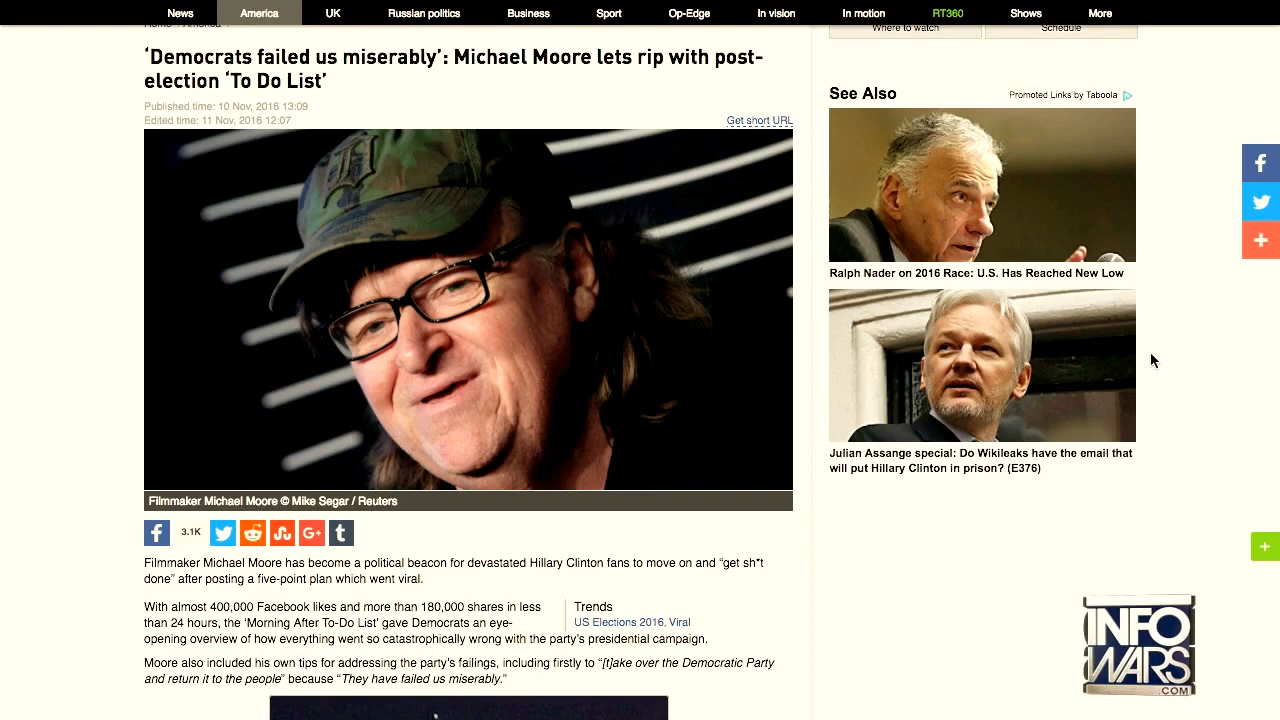 News America UK Russian politics Business Sport Op-Edge In vision In motion RT360 Shows More
Home America
Where to watch Schedule
‘Democrats failed us miserably’: Michael Moore lets rip with post-
election ‘To Do List’
Published time: 10 Nov, 2016 13:09
Edited time: 11 Nov, 2016 12:07
Get short URL
Filmmaker Michael Moore © Mike Segar / Reuters
3.1K
Filmmaker Michael Moore has become a political beacon for devastated Hillary Clinton fans to move on and “get sh*t
done” after posting a five-point plan which went viral.
With almost 400,000 Facebook likes and more than 180,000 shares in less
than 24 hours, the ‘Morning After To-Do List’ gave Democrats an eye-
opening overview of how everything went so catastrophically wrong with the party’s presidential campaign.
Trends
US Elections 2016, Viral
Moore also included his own tips for addressing the party’s failings, including firstly to “[t]ake over the Democratic Party
and return it to the people” because “They have failed us miserably.”
See Also
Promoted Links by Taboola
Ralph Nader on 2016 Race: U.S. Has Reached New Low
Julian Assange special: Do Wikileaks have the email that
will put Hillary Clinton in prison? (E376)
INFO
WARS
.COM